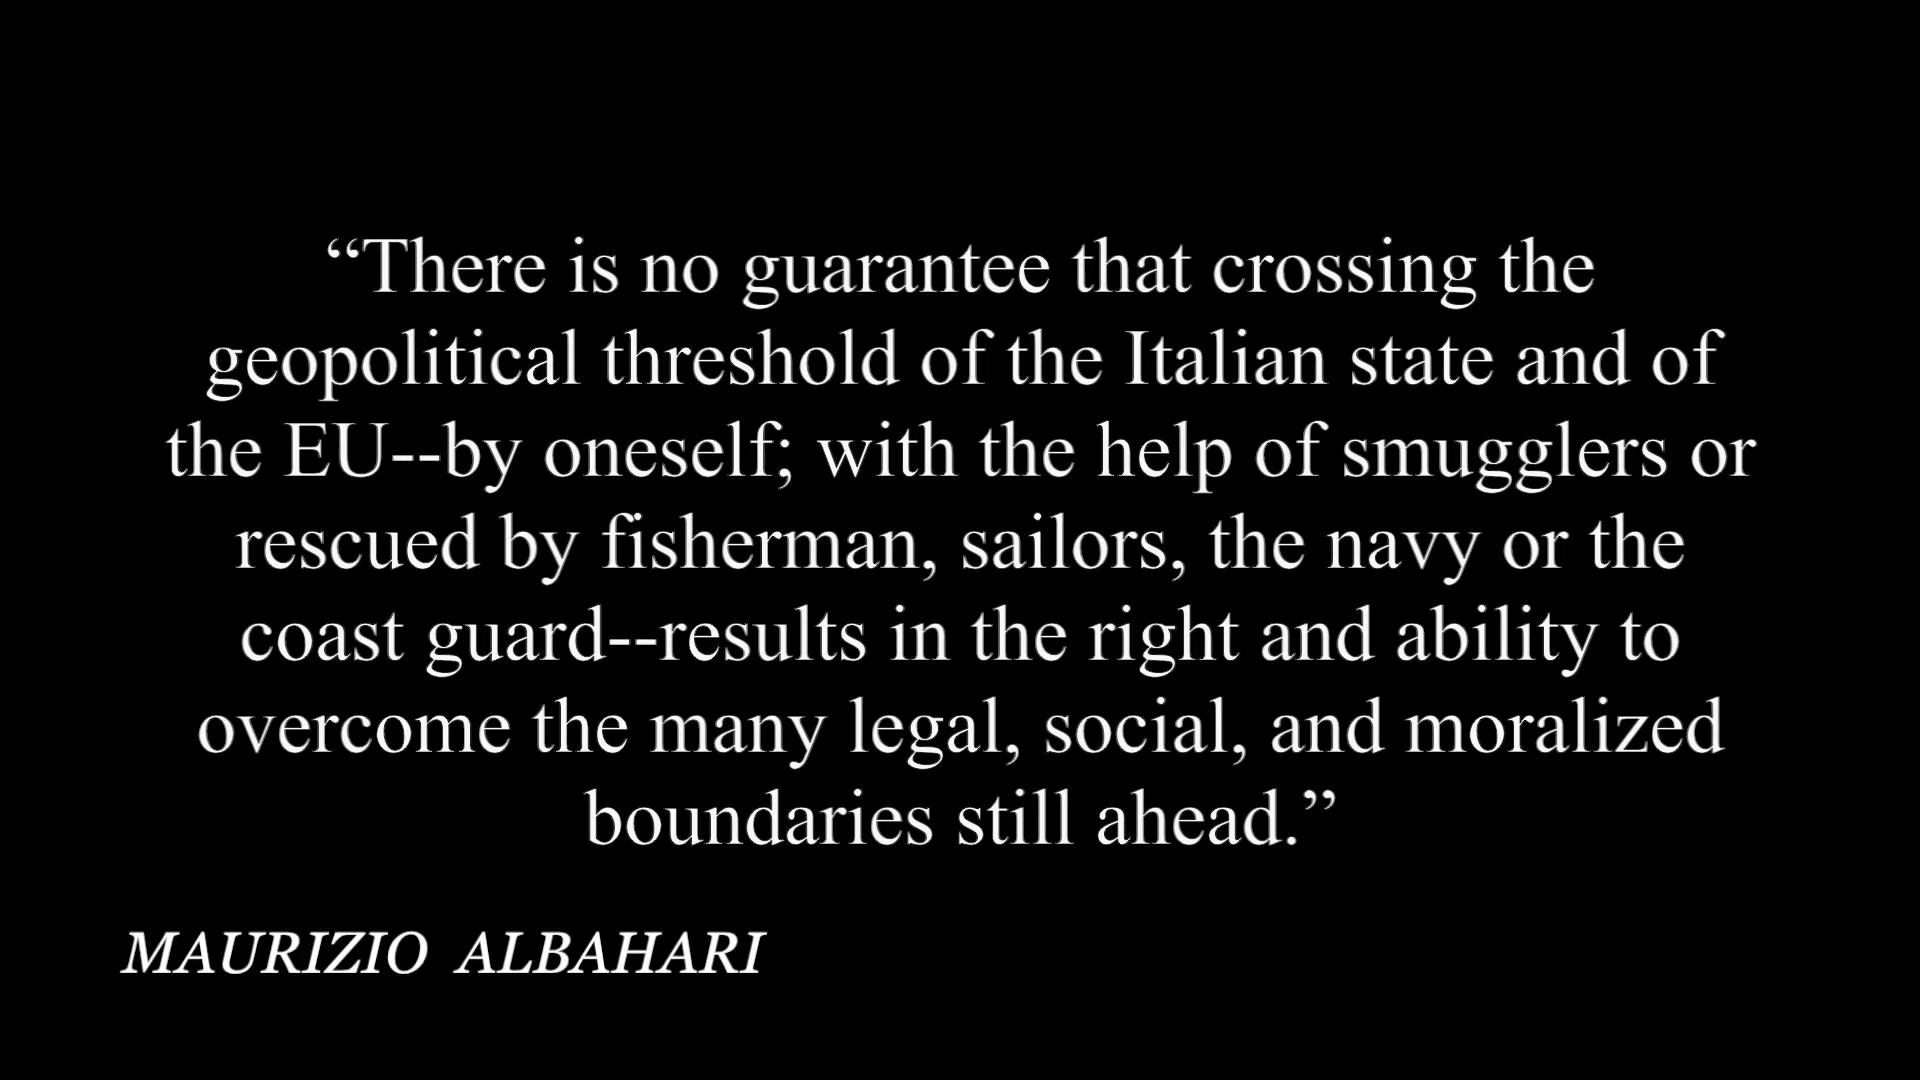 “There is no guarantee that crossing the
geopolitical threshold of the Italian state and of
the EU--by oneself; with the help of smugglers or
rescued by fisherman, sailors, the navy or the
coast guard--results in the right and ability to
overcome the many legal, social, and moralized
boundaries still ahead.”
MAURIZIO ALBAHARI